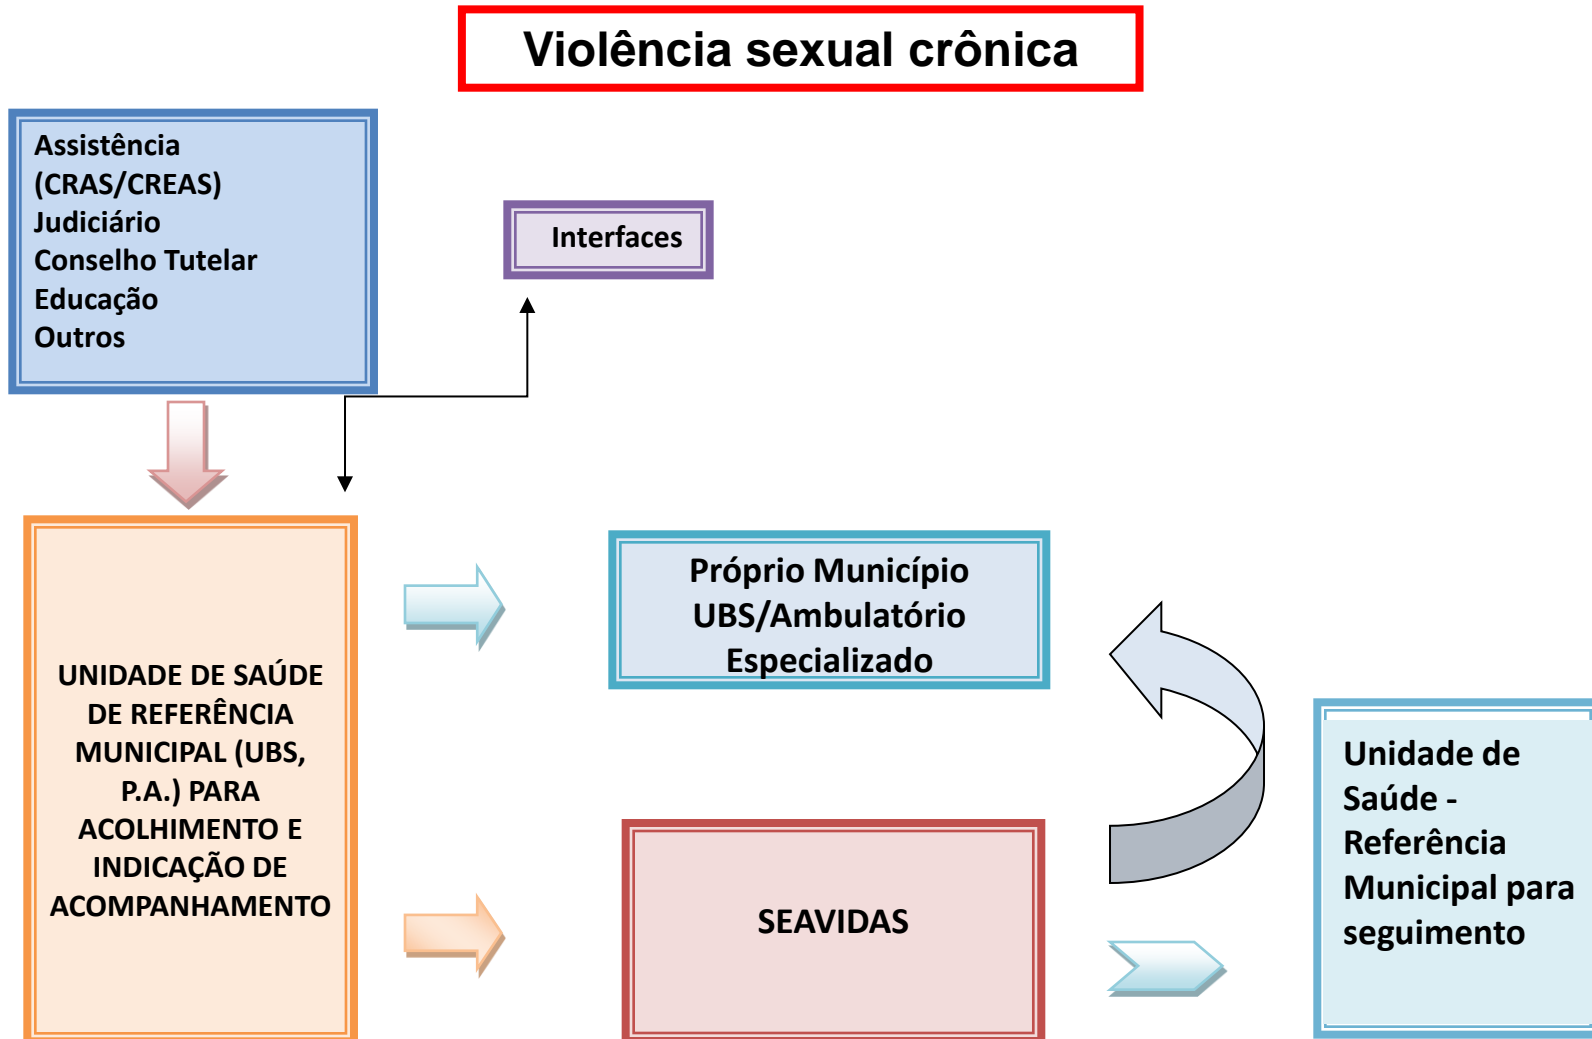 Violência sexual crônica
Assistência
(CRAS/CREAS)
Judiciário
Conselho Tutelar
Educação
Outros
Interfaces
UNIDADE DE SAÚDE
DE REFERÊNCIA
MUNICIPAL (UBS,
P.A.) PARA
ACOLHIMENTO E
INDICAÇÃO DE
ACOMPANHAMENTO
Próprio Município
UBS/Ambulatório
Especializado
SEAVIDAS
Unidade de
Saúde -
Referência
Municipal para
seguimento